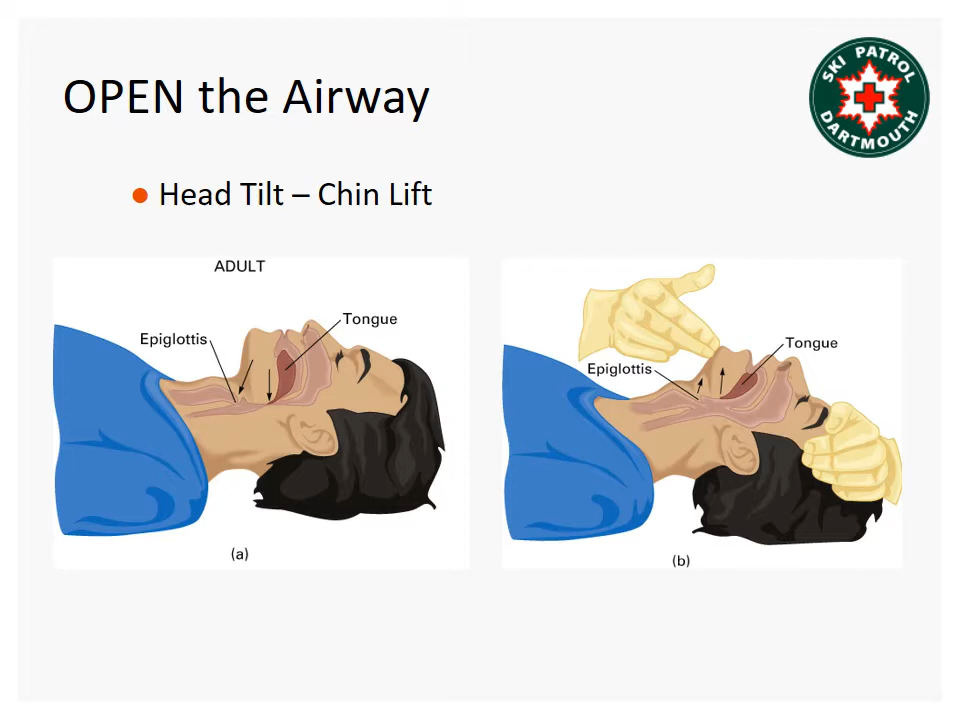 OPEN the Airway
SKI PATROL
DARTMOUTH
Head Tilt – Chin Lift
ADULT
Tongue
Epiglottis
(a)
Tongue
Epiglottis
(b)